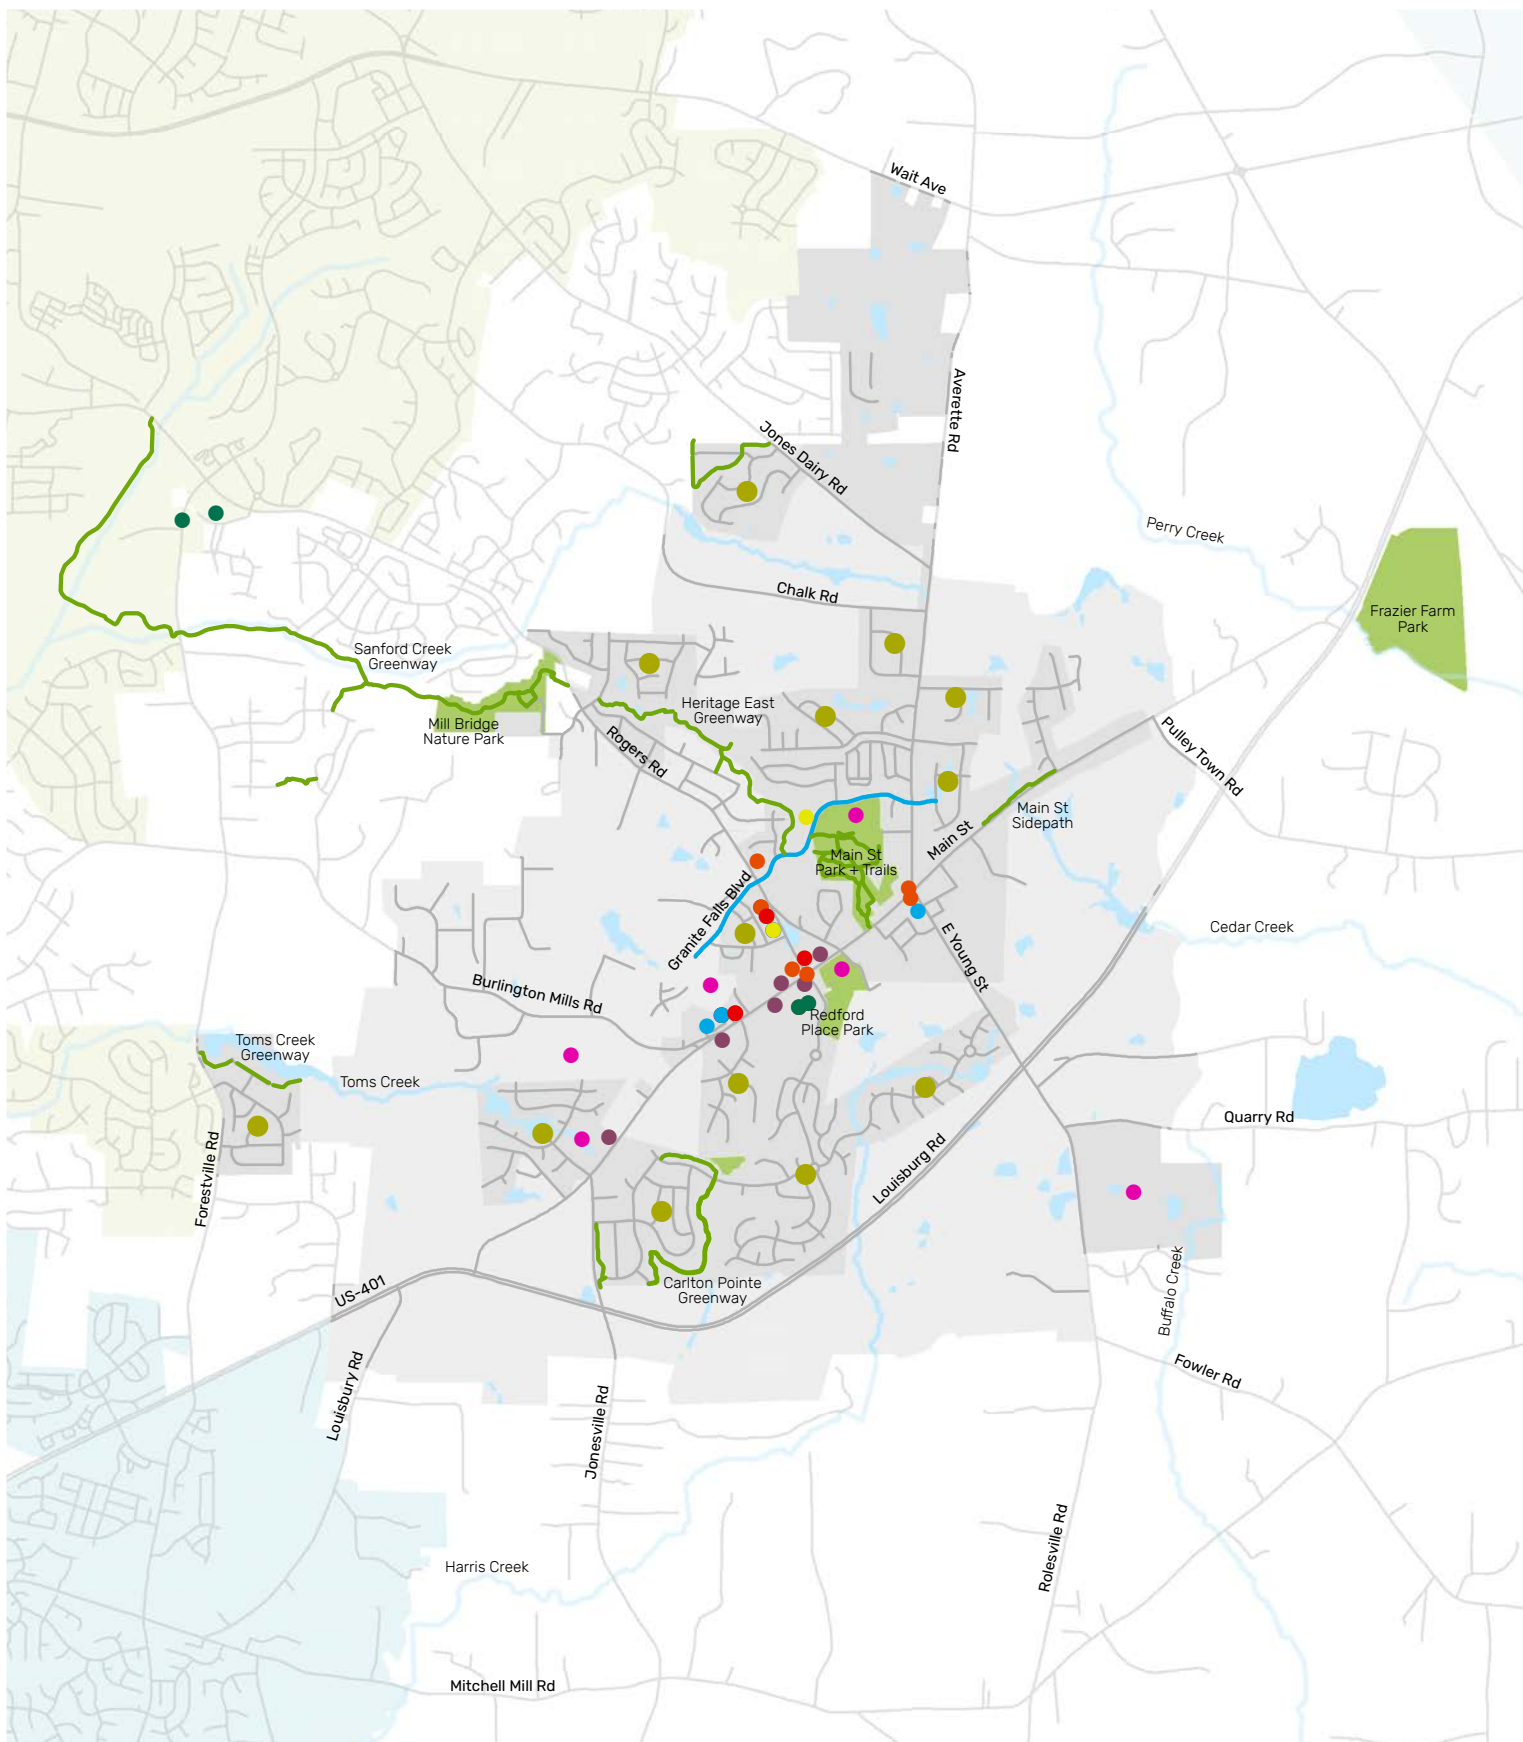 Wait Ave
Averette Rd
Jones Dairy Rd
Perry Creek
Chalk Rd
Frazier Farm
Park
Sanford Creek
Greenway
Heritage East
Greenway
Mill Bridge
Nature Park
Rogers Rd
Pulley Town Rd
Main St
Sidepath
Main St
Main St
Park + Trails
Granite Falls Blvd
Cedar Creek
E Young St
Burlington Mills Rd
Redford
Place Park
Toms Creek
Greenway
Toms Creek
Quarry Rd
Forestville Rd
Louisburg Rd
Buffalo Creek
US-401
Carlton Pointe
Greenway
Fowler Rd
Louisbury Rd
Jonesville Rd
Rolesville Rd
Harris Creek
Mitchell Mill Rd